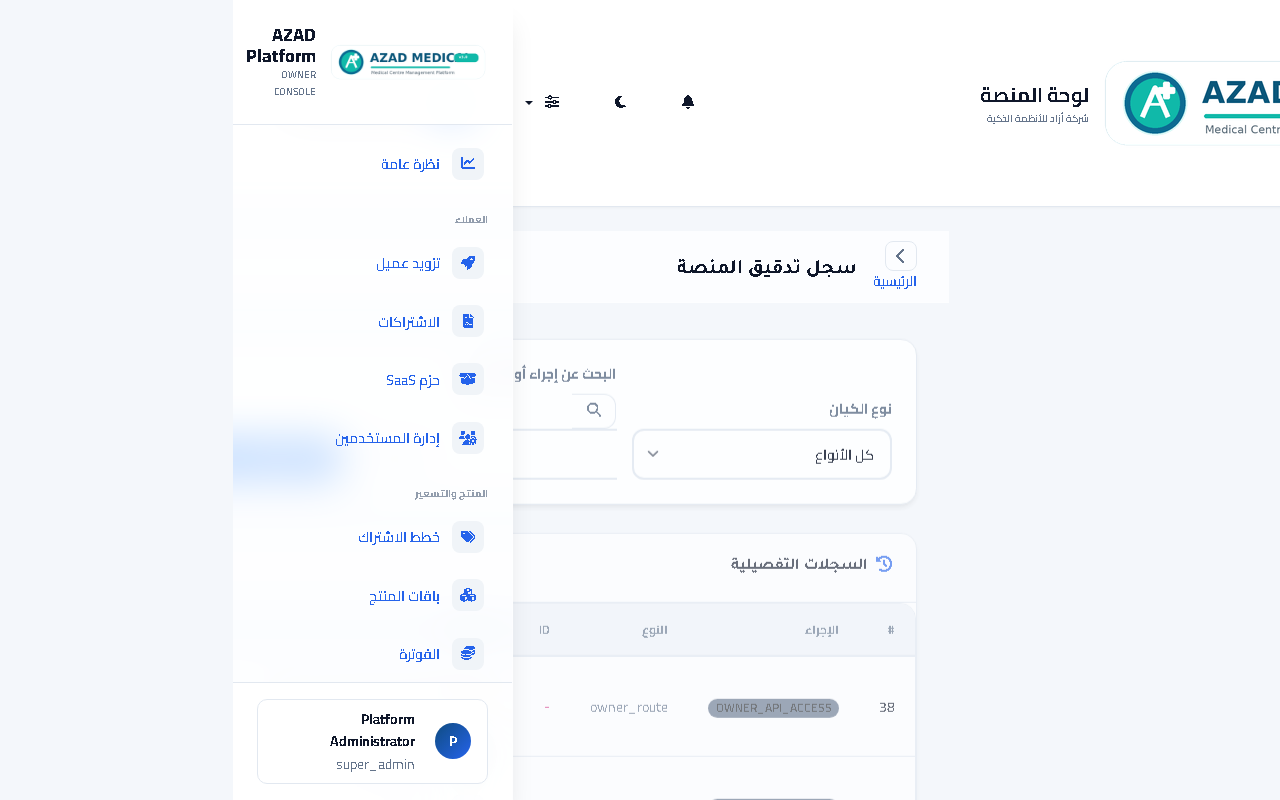 AZAD
Platform
OWNER
CONSOLE
AZAD MEDIC
Medical Centre Management Platform
نظرة عامة
العملاء
تزويد عميل
الاشتراكات
حزم SaaS
إدارة المستخدمين
المنتج والتسعير
خطط الاشتراك
باقات المنتج
الفوترة
Platform
Administrator
super_admin
P
لوحة المنصة
شركة أزاد للأنظمة الذكية
AZAD
Medical Centr
الرئيسية
سجل تدقيق المنصة
نوع الكيان
كل الأنواع
البحث عن إجراء أو
السجلات التفصيلية
# الإجراء النوع ID
38 OWNER_API_ACCESS owner_route -